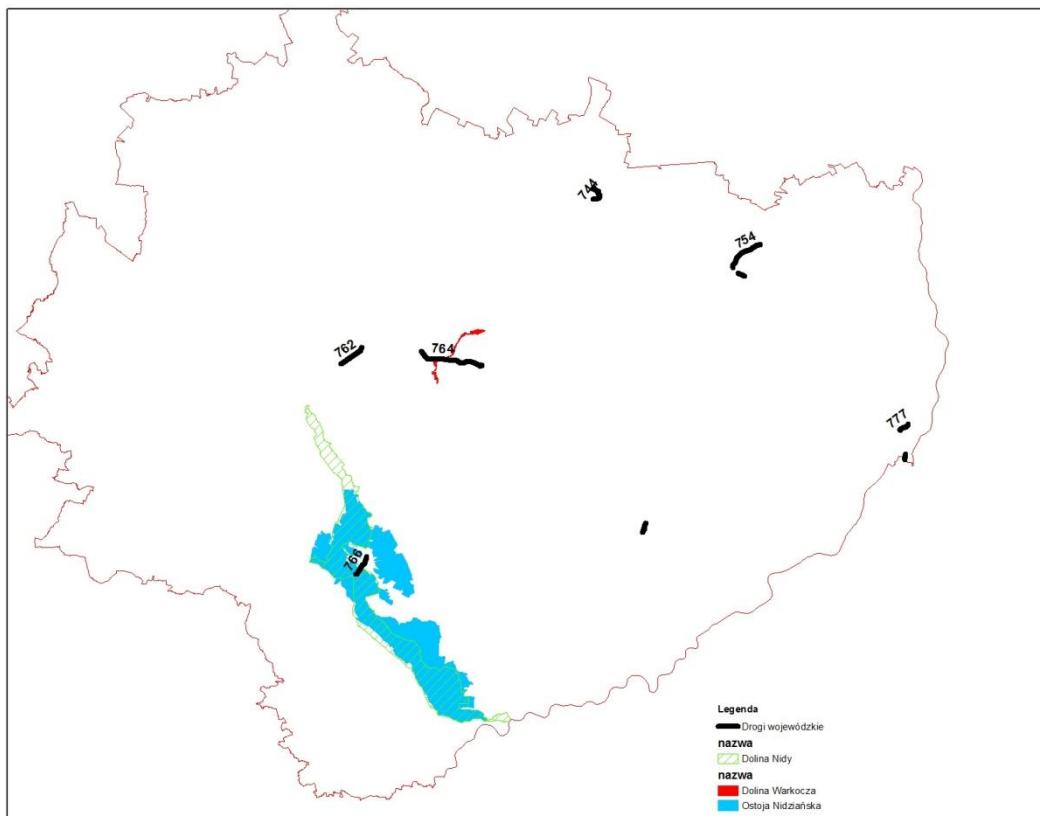 744
754
762
764
777
766
Legenda
Drogi wojewódzkie
nazwa
Dolina Nidy
nazwa
Dolina Warkocza
Ostoja Nidziańska